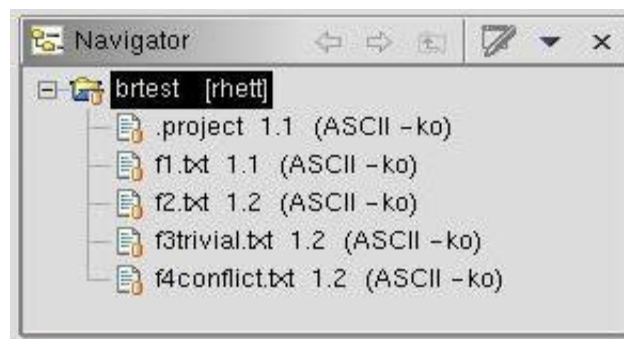 Navigator
brtest [rhett]
.project 1.1 (ASCII -ko)
f1.txt 1.1 (ASCII -ko)
f2.txt 1.2 (ASCII -ko)
f3trivial.txt 1.2 (ASCII -ko)
f4conflict.txt 1.2 (ASCII -ko)